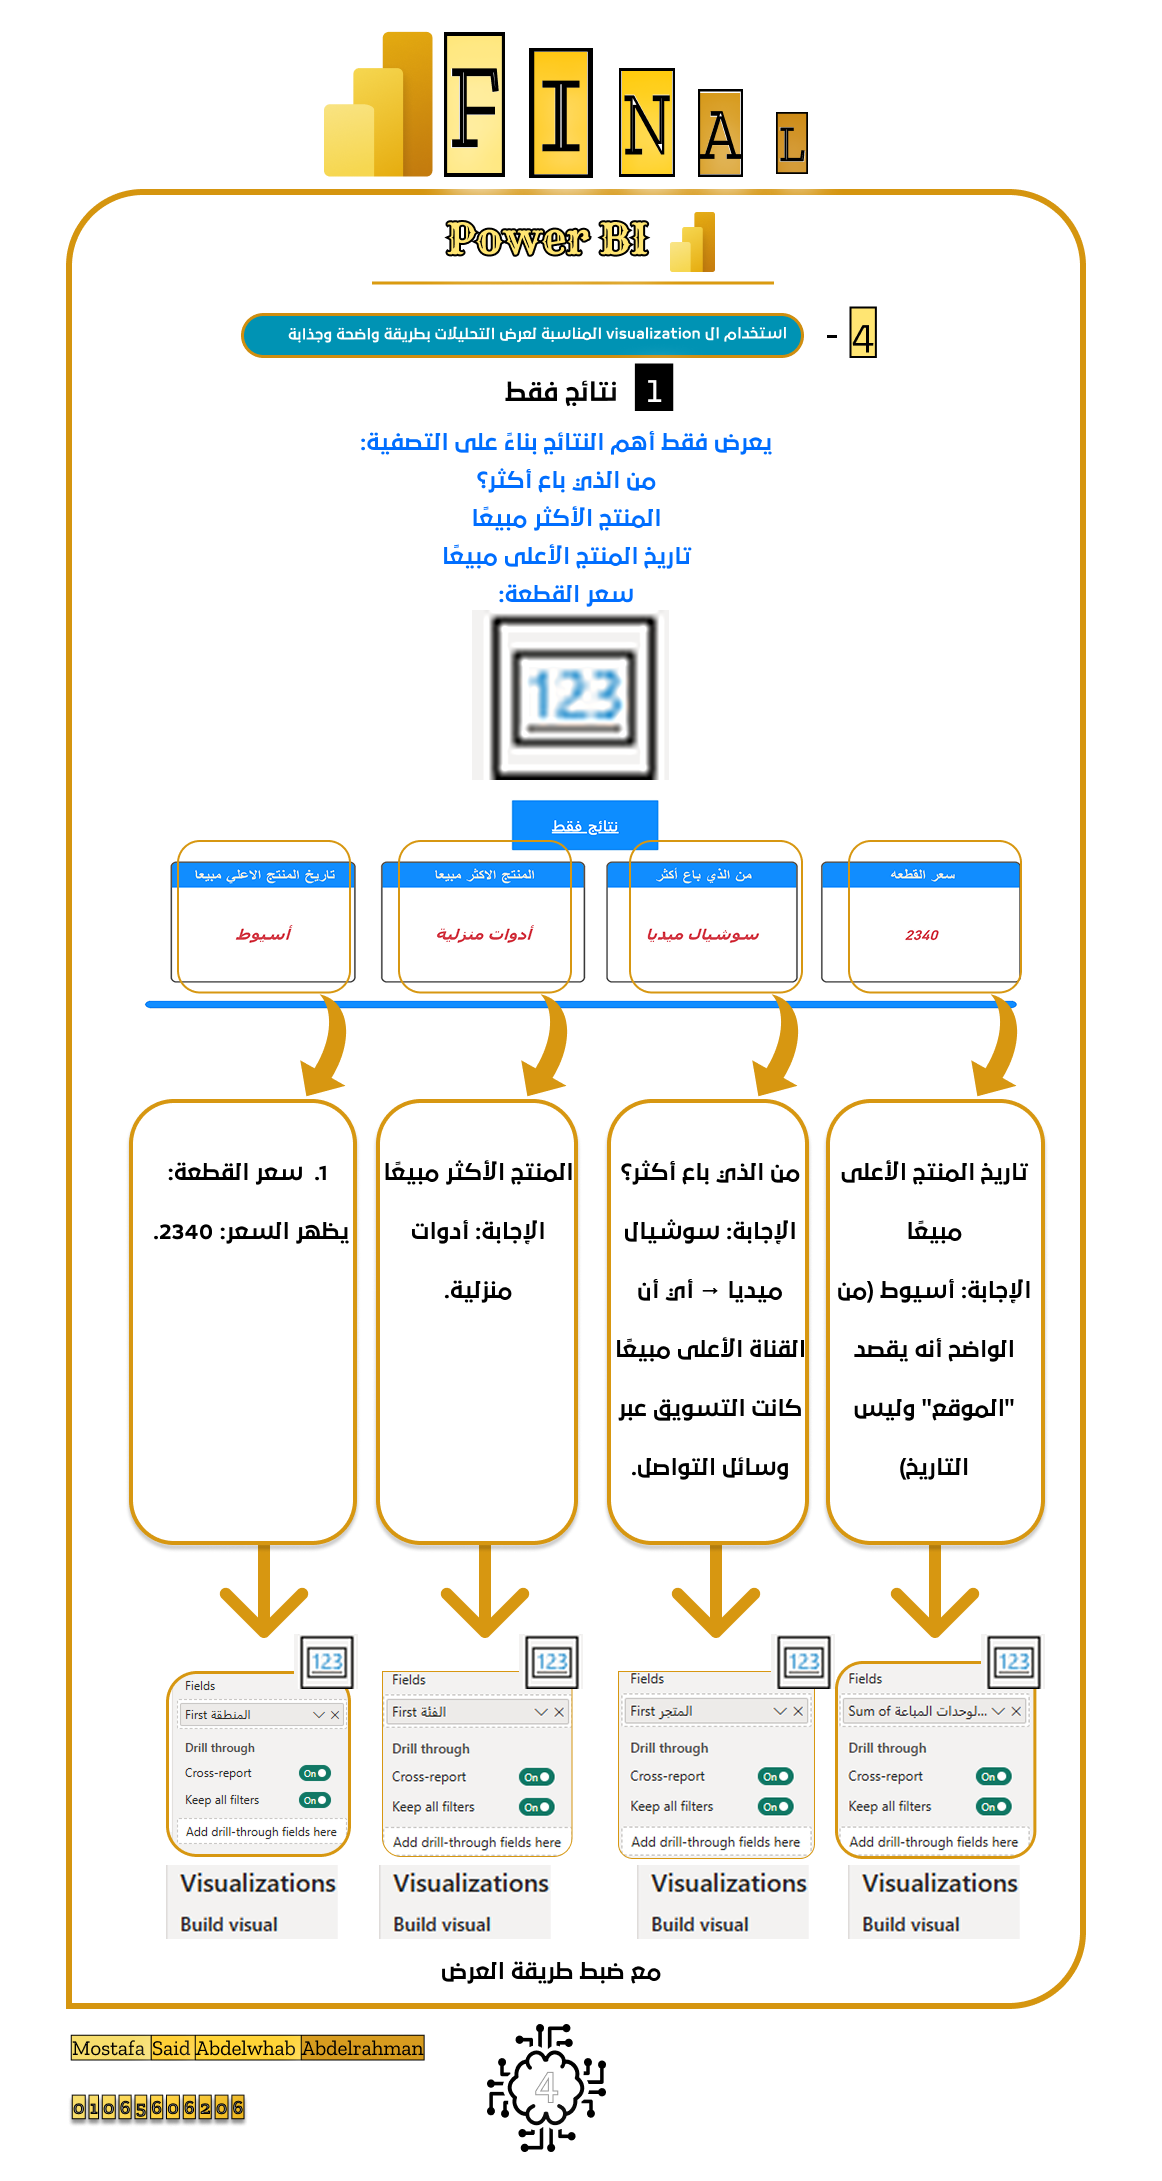 FINAL
Power BI
4 -
استخدام ال visualization المناسبة لعرض التحليلات بطريقة واضحة وجذابة
1 نتائج فقط
يعرض فقط أهم النتائج بناءً على التصفية:
من الذي باع أكثر؟
المنتج الأكثر مبيعًا
تاريخ المنتج الأعلى مبيعًا
سعر القطعة:
123
نتائج فقط
سعر القطعه
2340
من الذي باع أكثر
سوشيال ميديا
المنتج الاكثر مبيعا
أدوات منزلية
تاريخ المنتج الاعلي مبيعا
أسيوط
تاريخ المنتج الأعلى
مبيعًا
الإجابة: أسيوط (من
الواضح أنه يقصد
"الموقع" وليس
التاريخ)
من الذي باع أكثر؟
الإجابة: سوشيال
ميديا → أي أن
القناة الأعلى مبيعًا
كانت التسويق عبر
وسائل التواصل.
المنتج الأكثر مبيعًا
الإجابة: أدوات
منزلية.
1. سعر القطعة:
يظهر السعر: 2340.
123
Fields
Sum of لوحدات المباعة...
Drill through
Cross-report On
Keep all filters On
Add drill-through fields here
Visualizations
Build visual
123
Fields
First المتجر
Drill through
Cross-report On
Keep all filters On
Add drill-through fields here
Visualizations
Build visual
123
Fields
First الفئة
Drill through
Cross-report On
Keep all filters On
Add drill-through fields here
Visualizations
Build visual
123
Fields
First المنطقة
Drill through
Cross-report On
Keep all filters On
Add drill-through fields here
Visualizations
Build visual
مع ضبط طريقة العرض
Mostafa Said Abdelwhab Abdelrahman
01065606206
4